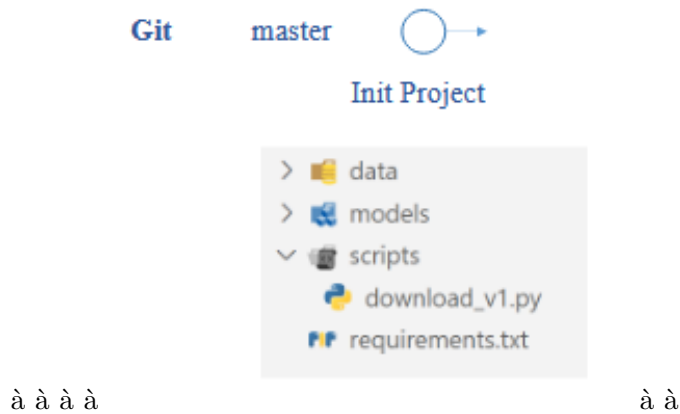 Git master
Init Project
data
models
scripts
download_v1.py
requirements.txt
à à à à à à